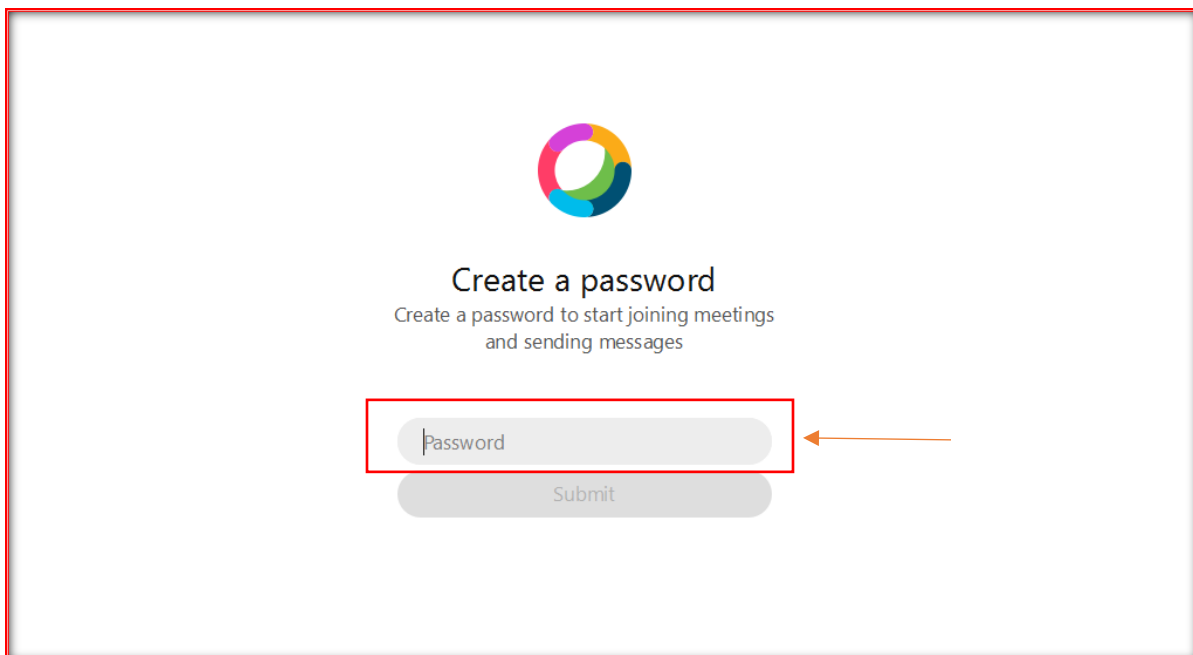 Create a password
Create a password to start joining meetings
and sending messages
Password
Submit